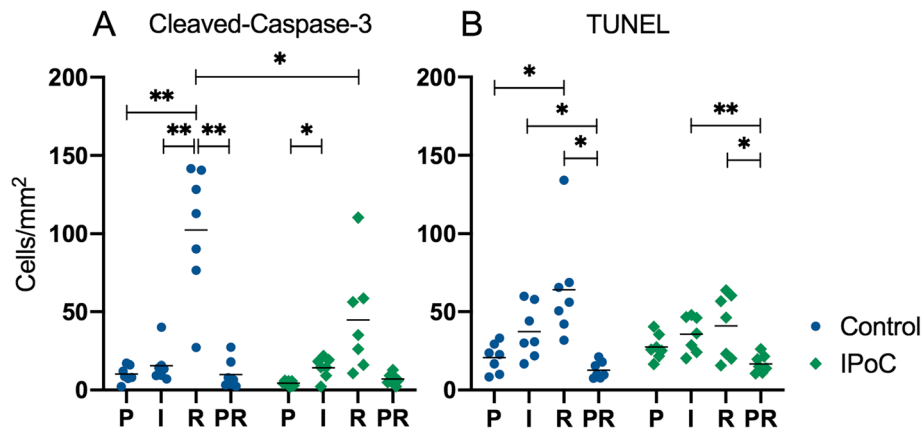 A Cleaved-Caspase-3
B TUNEL
Cells/mm²
200
150
100
50
0
** ** ** * *
P I R PR P I R PR
200
150
100
50
0
* * * ** *
P I R PR P I R PR
Control
IPoC